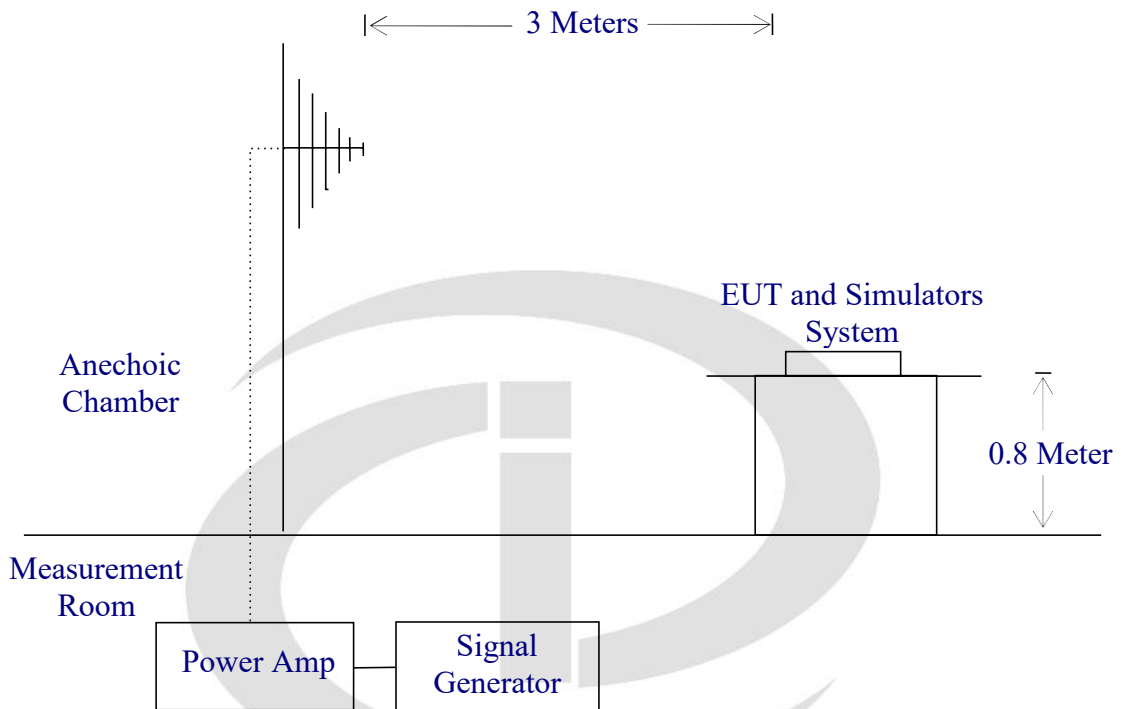 3 Meters
EUT and Simulators
System
Anechoic
Chamber
0.8 Meter
Measurement
Room
Power Amp
Signal
Generator